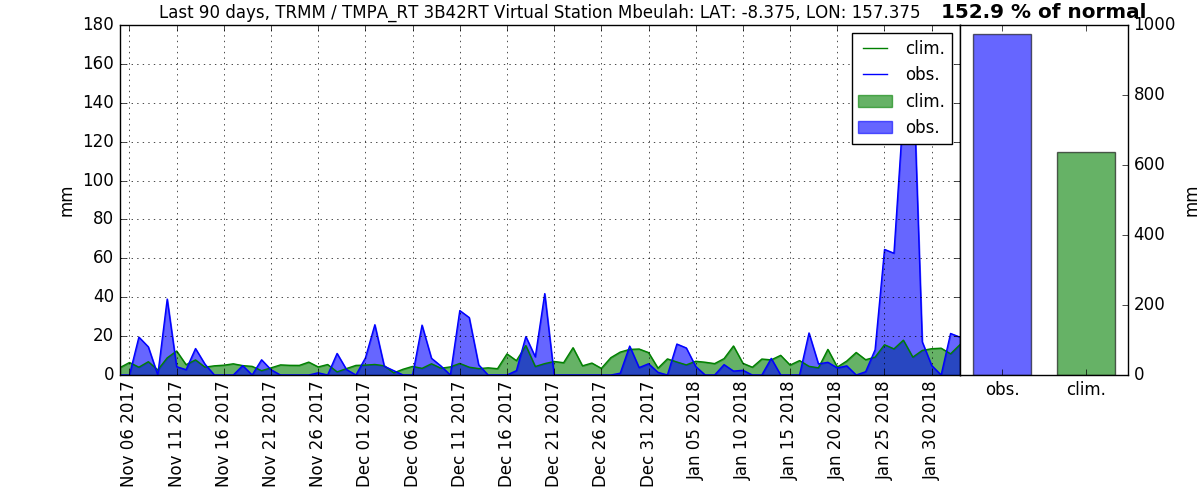 Last 90 days, TRMM / TMPA_RT 3B42RT Virtual Station Mbeulah: LAT: -8.375, LON: 157.375
152.9 % of normal
180
160
140
120
100
80
60
40
20
0
mm
clim.
obs.
clim.
obs.
Nov 06 2017
Nov 11 2017
Nov 16 2017
Nov 21 2017
Nov 26 2017
Dec 01 2017
Dec 06 2017
Dec 11 2017
Dec 16 2017
Dec 21 2017
Dec 26 2017
Dec 31 2017
Jan 05 2018
Jan 10 2018
Jan 15 2018
Jan 20 2018
Jan 25 2018
Jan 30 2018
1000
800
600
400
200
0
mm
obs.
clim.